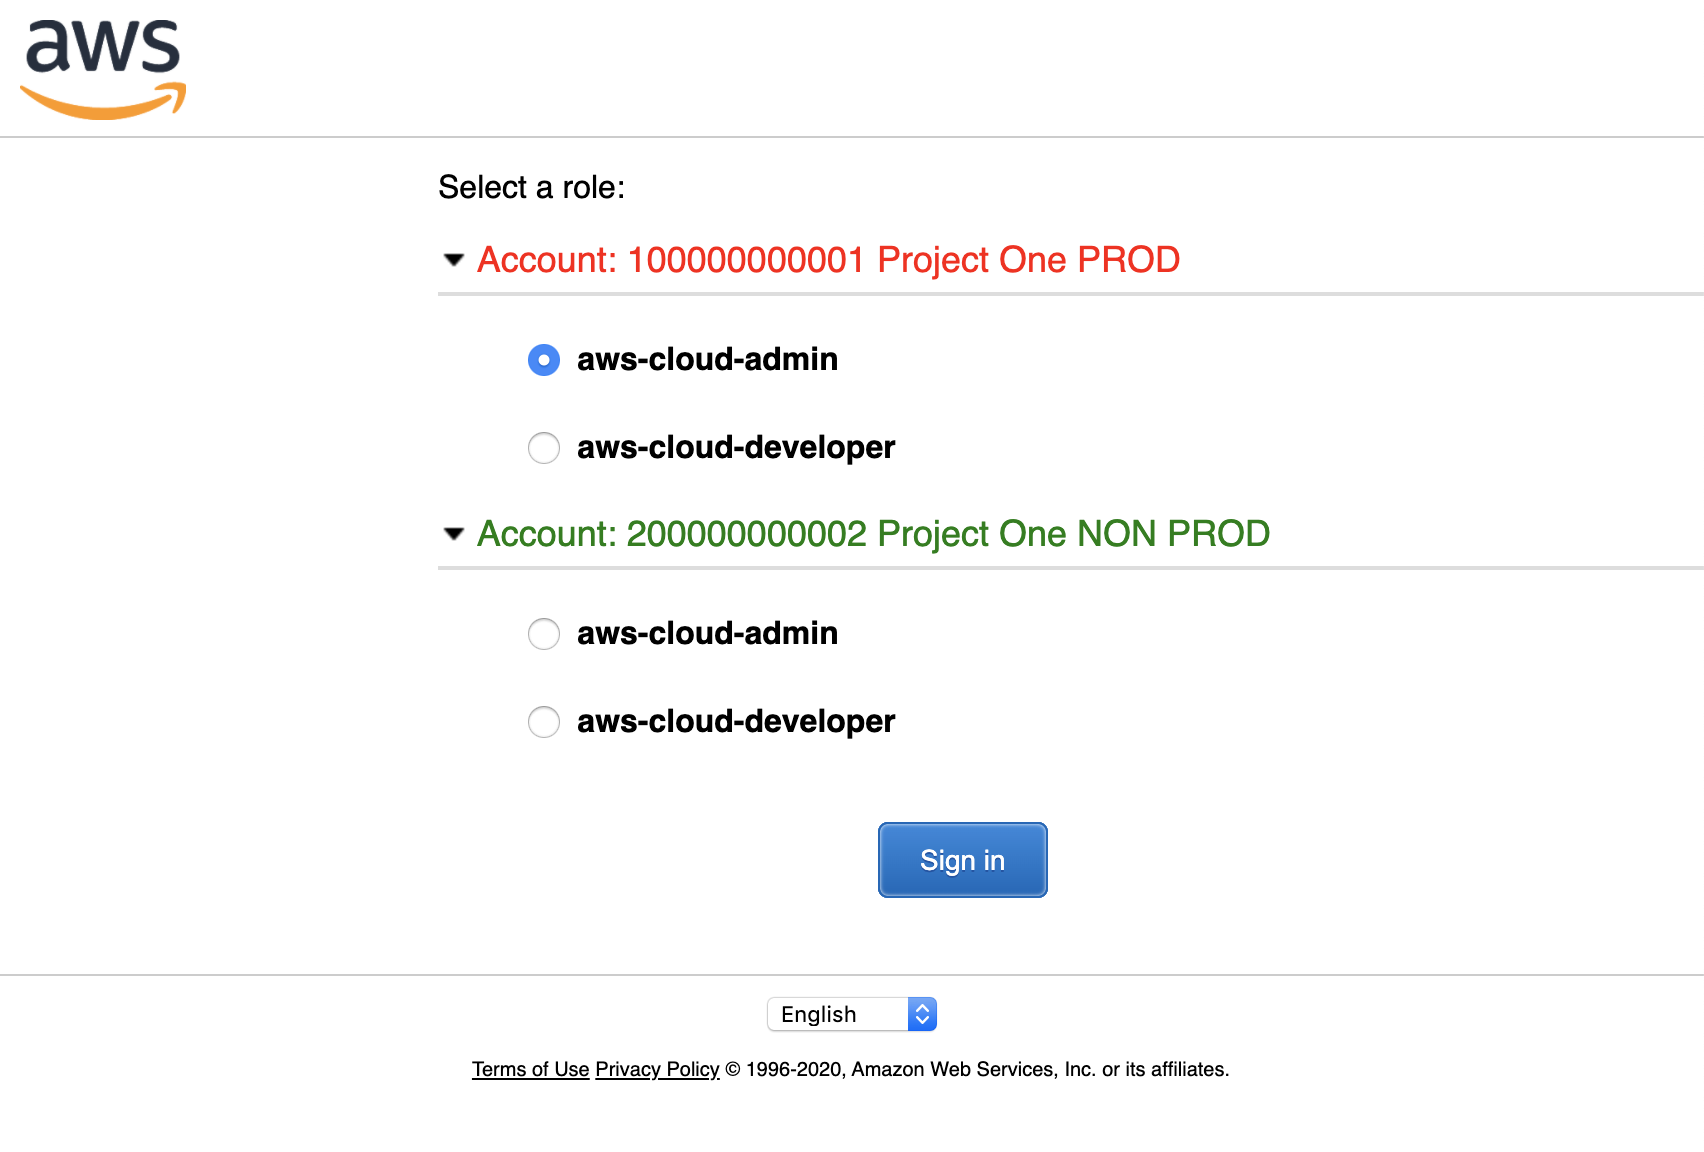 aws
Select a role:
Account: 100000000001 Project One PROD
aws-cloud-admin
aws-cloud-developer
Account: 200000000002 Project One NON PROD
aws-cloud-admin
aws-cloud-developer
Sign in
English
Terms of Use Privacy Policy © 1996-2020, Amazon Web Services, Inc. or its affiliates.